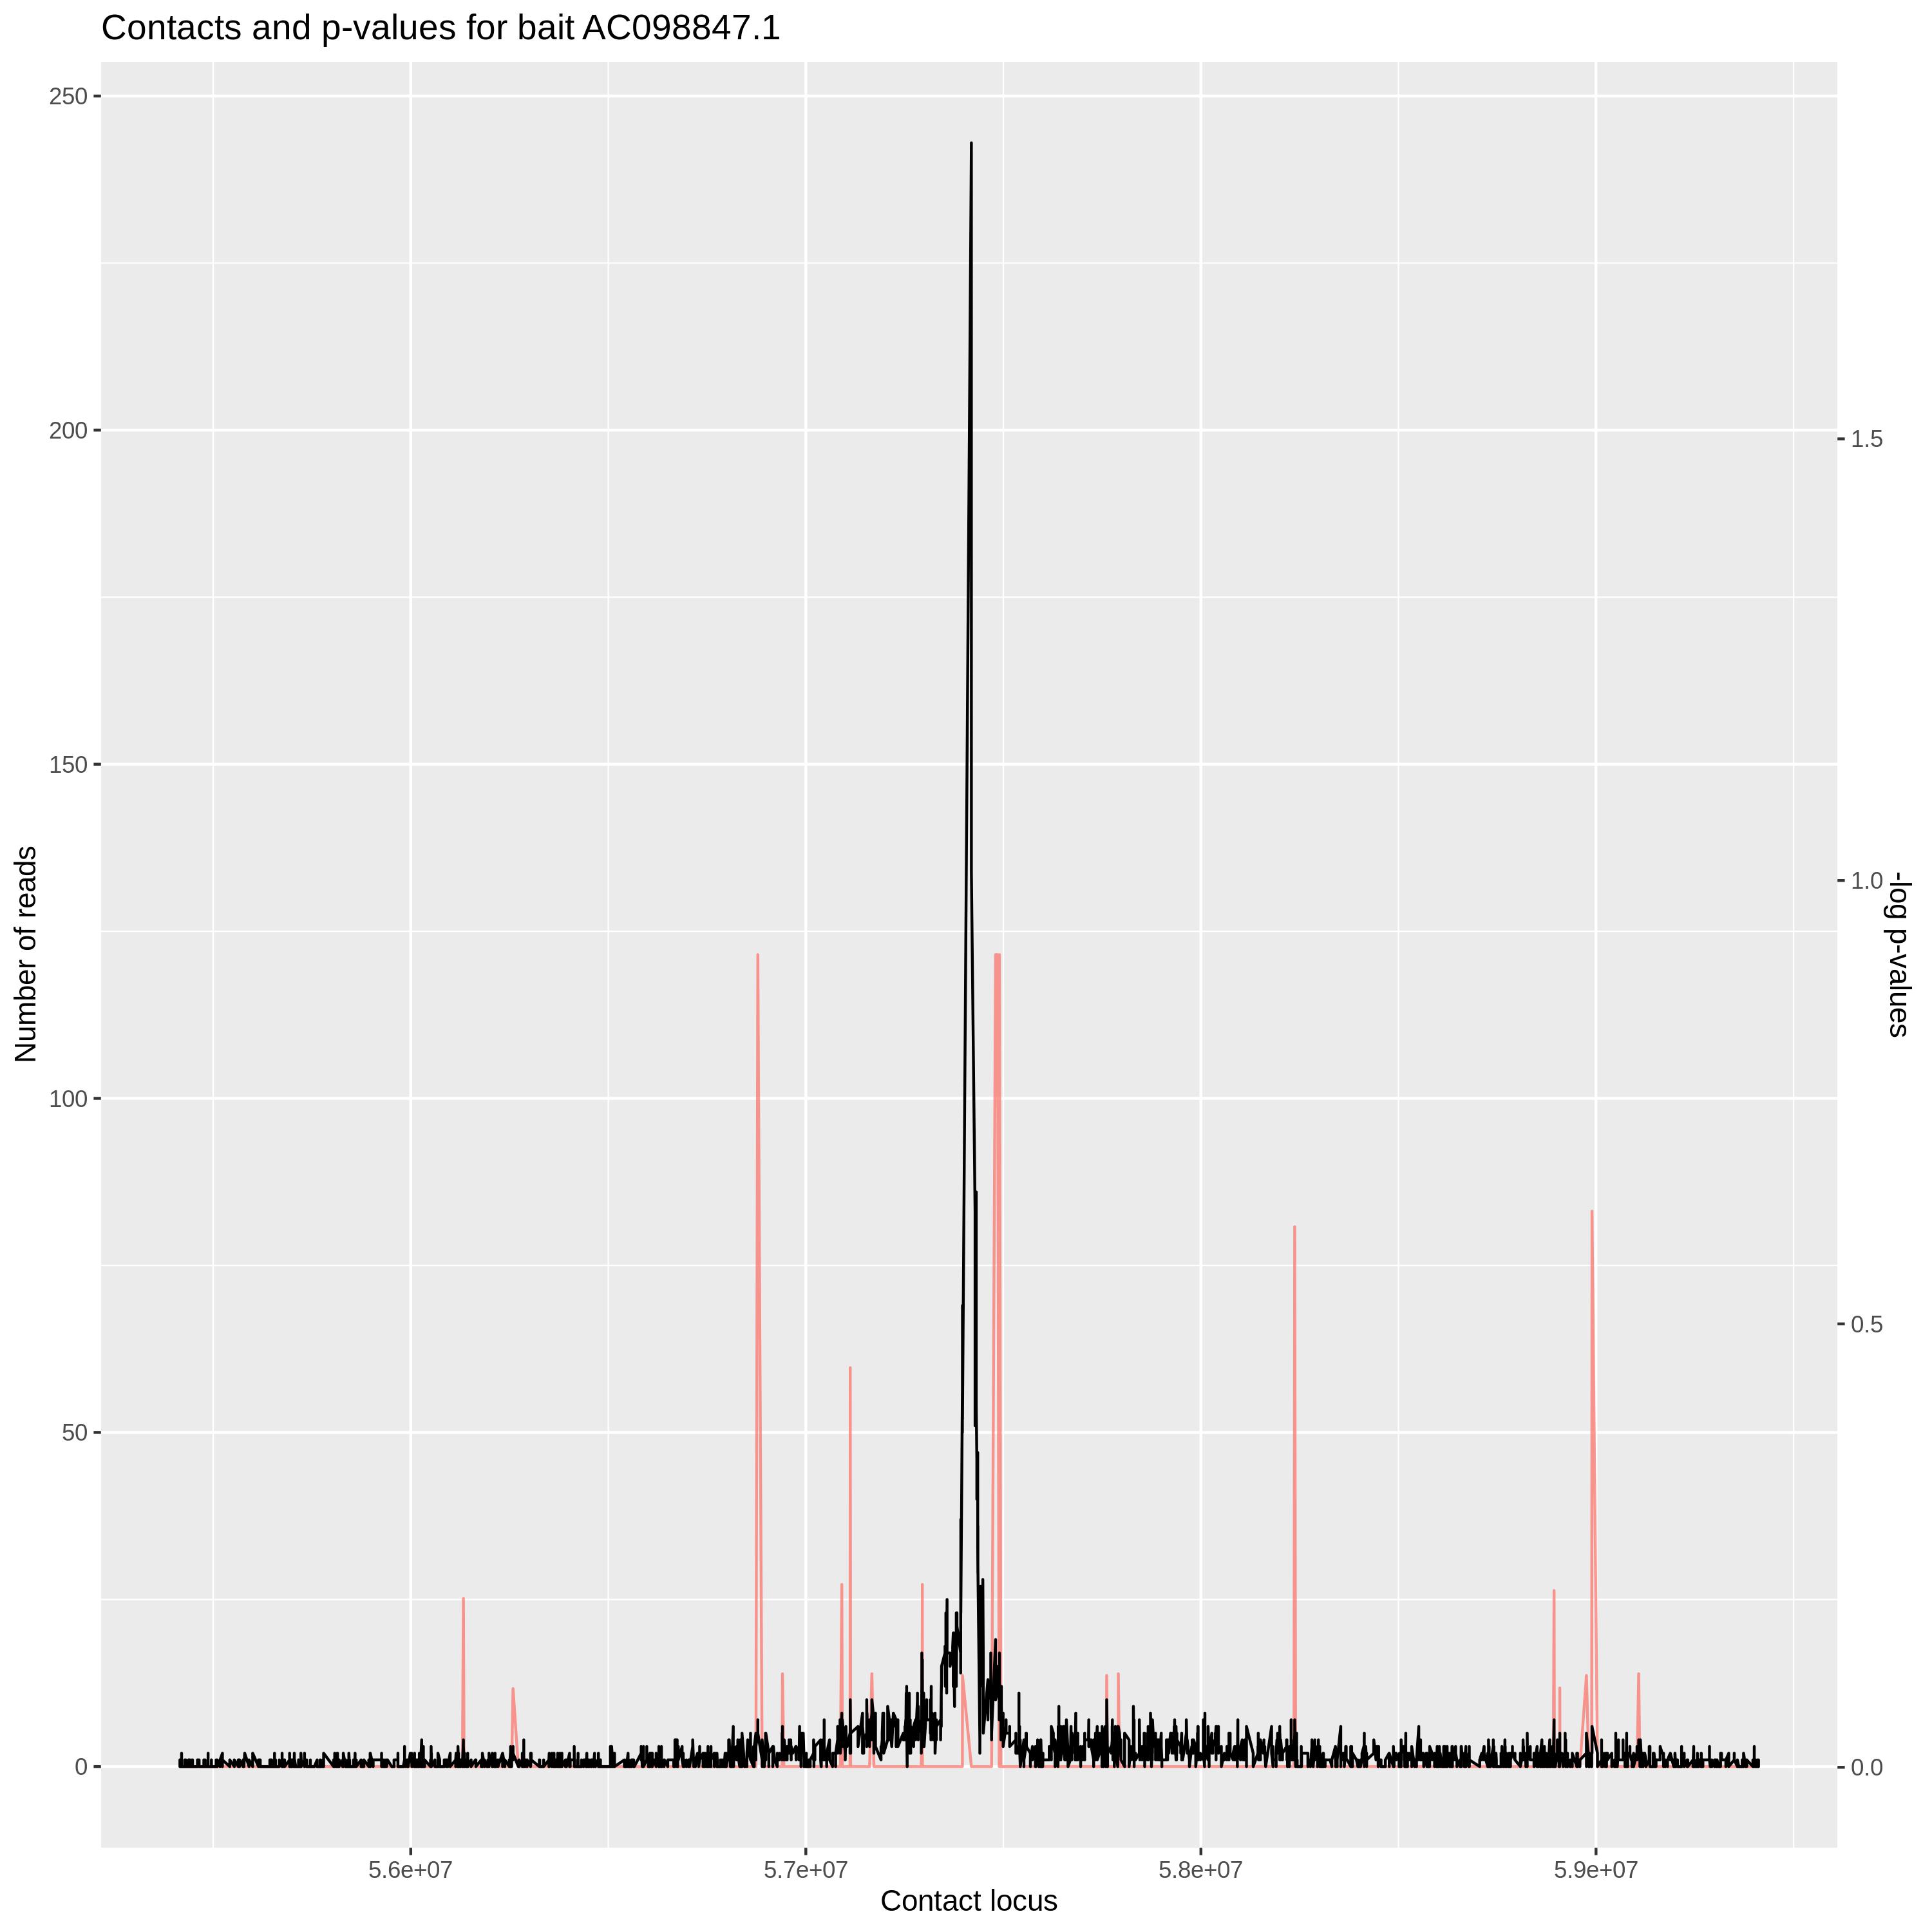 Contacts and p-values for bait AC098847.1
250
200
150
100
50
0
Number of reads
1.5
1.0
0.5
0.0
-log p-values
5.6e+07
5.7e+07
5.8e+07
5.9e+07
Contact locus